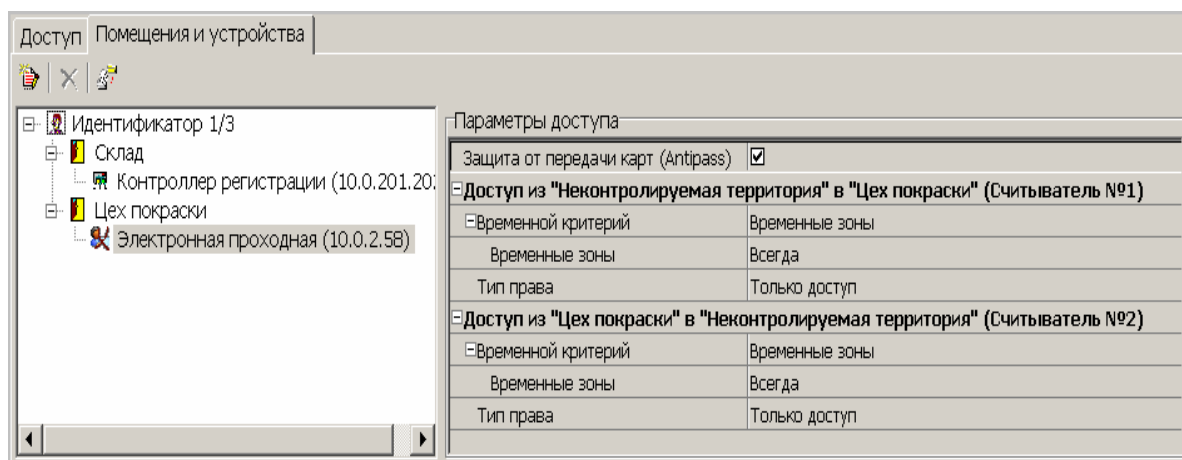 Доступ Помещения и устройства
Идентификатор 1/3
Склад
Контроллер регистрации (10.0.201.20
Цех покраски
Электронная проходная (10.0.2.58)
Параметры доступа
Защита от передачи карт (Antipass)
Доступ из "Неконтролируемая территория" в "Цех покраски" (Считыватель №1)
Временной критерий Временные зоны
Временные зоны Всегда
Тип права Только доступ
Доступ из "Цех покраски" в "Неконтролируемая территория" (Считыватель №2)
Временной критерий Временные зоны
Временные зоны Всегда
Тип права Только доступ